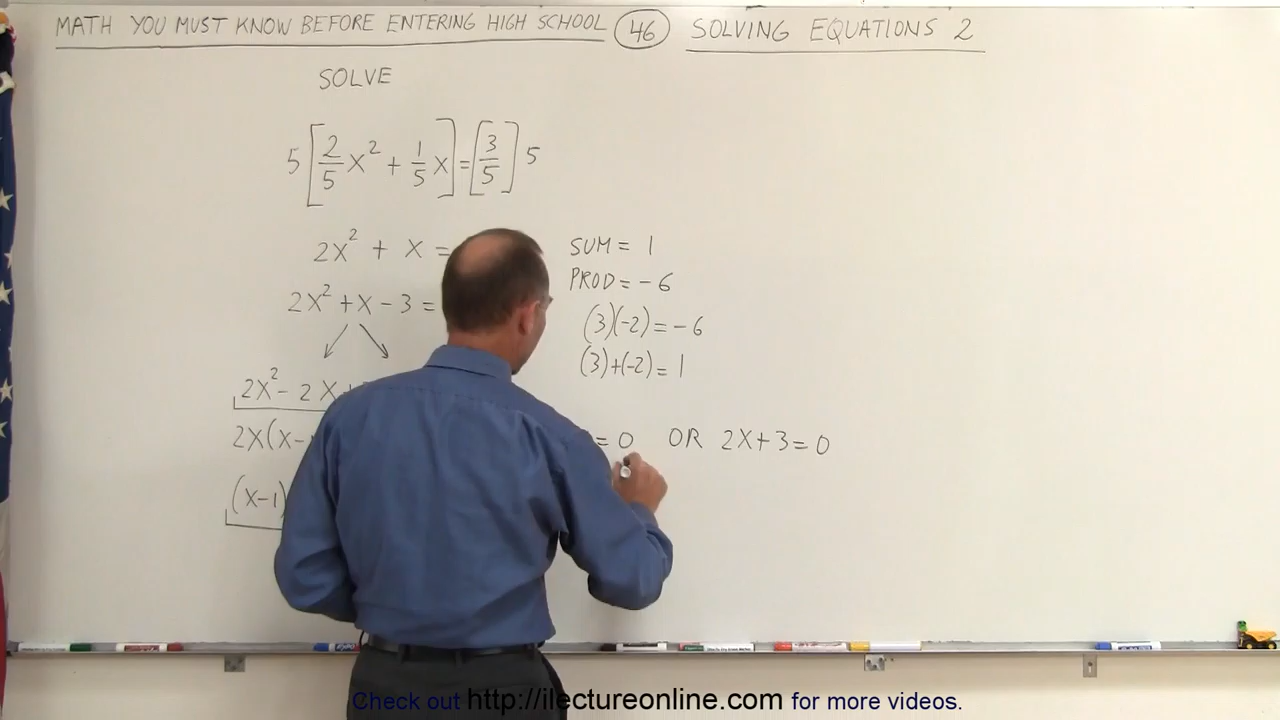 MATH YOU MUST KNOW BEFORE ENTERING HIGH SCHOOL 46 SOLVING EQUATIONS 2
SOLVE
5[2/5 X² + 1/5 X] = [3/5] 5
2X² + X =
2X² + X - 3 =
2X² - 2X +
2X(X -
(X-1)
SUM = 1
PROD = -6
(3)(-2) = -6
(3)+(-2) = 1
= 0 OR 2X+3=0
Check out http://ilectureonline.com for more videos.